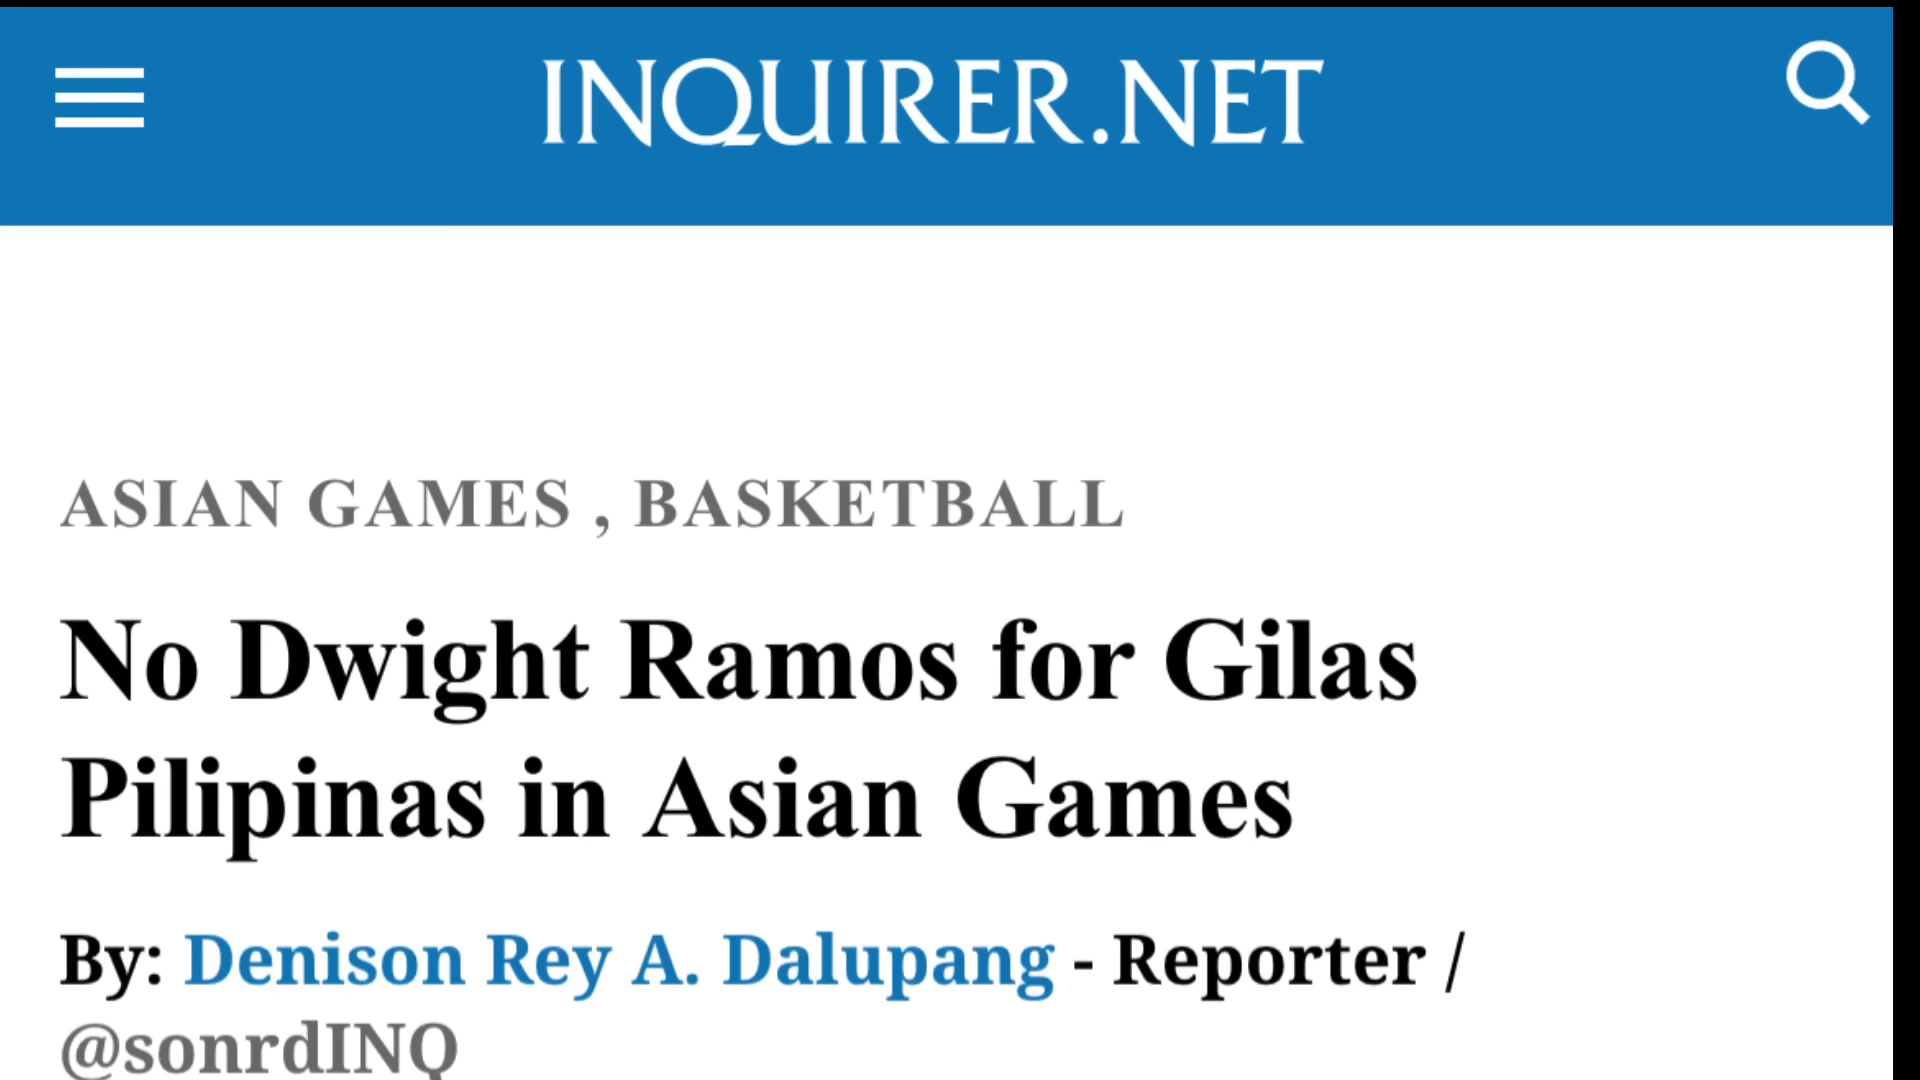 INQUIRER.NET
ASIAN GAMES , BASKETBALL
No Dwight Ramos for Gilas
Pilipinas in Asian Games
By: Denison Rey A. Dalupang - Reporter /
@sonrdINQ